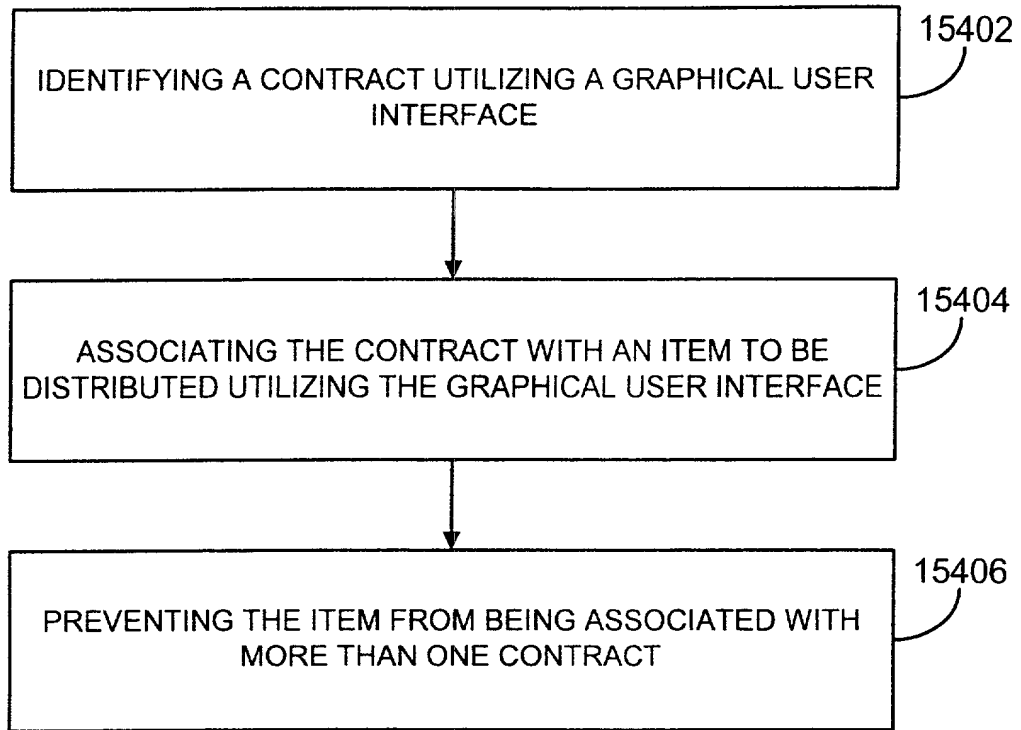 15402
IDENTIFYING A CONTRACT UTILIZING A GRAPHICAL USER
INTERFACE
15404
ASSOCIATING THE CONTRACT WITH AN ITEM TO BE
DISTRIBUTED UTILIZING THE GRAPHICAL USER INTERFACE
15406
PREVENTING THE ITEM FROM BEING ASSOCIATED WITH
MORE THAN ONE CONTRACT